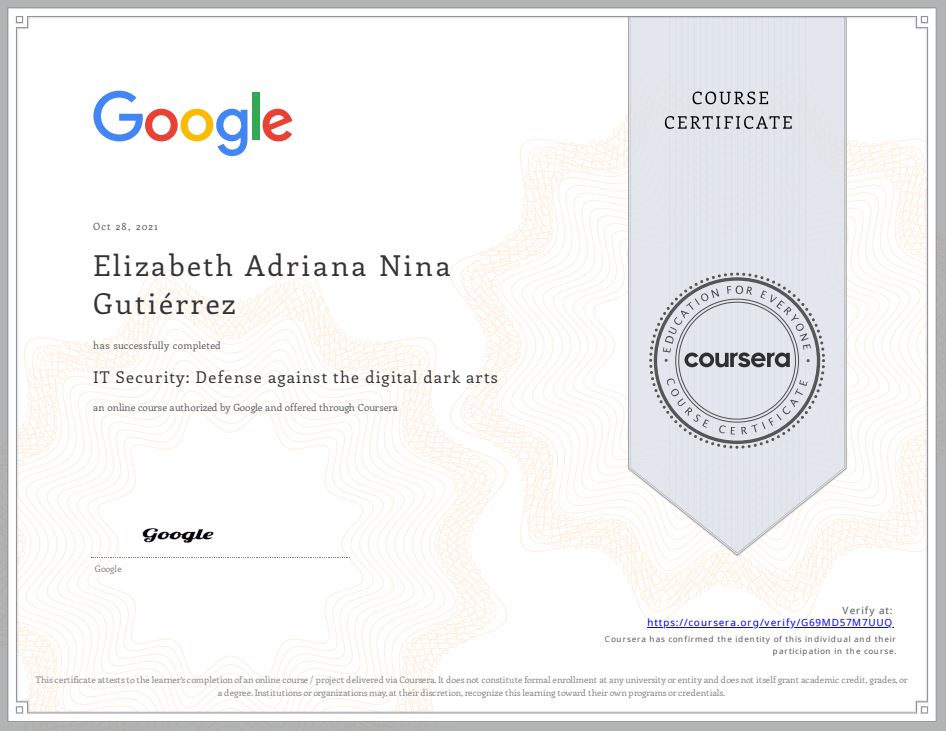 Google
COURSE
CERTIFICATE
Oct 28, 2021
Elizabeth Adriana Nina
Gutiérrez
has successfully completed
IT Security: Defense against the digital dark arts
an online course authorized by Google and offered through Coursera
EDUCATION FOR EVERYONE
coursera
COURSE CERTIFICATE
Google
Google
Verify at:
https://coursera.org/verify/G69MD57M7UUQ
Coursera has confirmed the identity of this individual and their
participation in the course.
This certificate attests to the learner's completion of an online course / project delivered via Coursera. It does not constitute formal enrollment at any university or entity and does not itself grant academic credit, grades, or
a degree. Institutions or organizations may, at their discretion, recognize this learning toward their own programs or credentials.